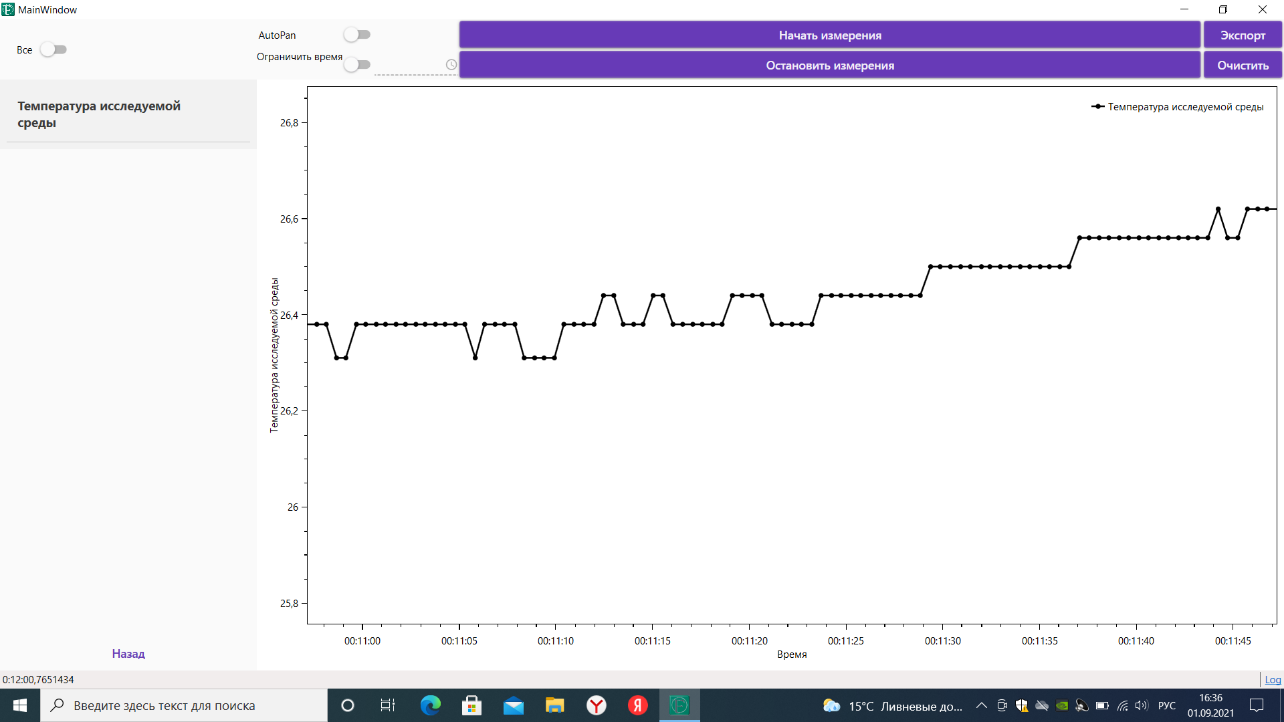 MainWindow
Все
AutoPan
Ограничить время
Начать измерения
Экспорт
Остановить измерения
Очистить
Температура исследуемой
среды
Температура исследуемой среды
26,8
26,6
26,4
26,2
26
25,8
Температура исследуемой среды
00:11:00 00:11:05 00:11:10 00:11:15 00:11:20 00:11:25 00:11:30 00:11:35 00:11:40 00:11:45
Время
Назад
0:12:00,7651434
Log
Введите здесь текст для поиска
Y
Я
15°C Ливневые до...
РУС
16:36
01.09.2021